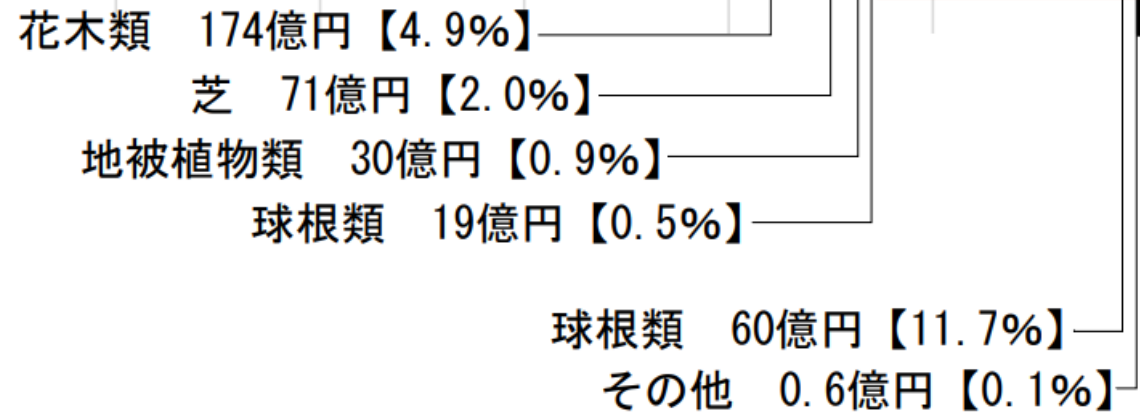 花木類　174億円【4.9%】
芝　71億円【2.0%】
地被植物類　30億円【0.9%】
球根類　19億円【0.5%】
球根類　60億円【11.7%】
その他　0.6億円【0.1%】